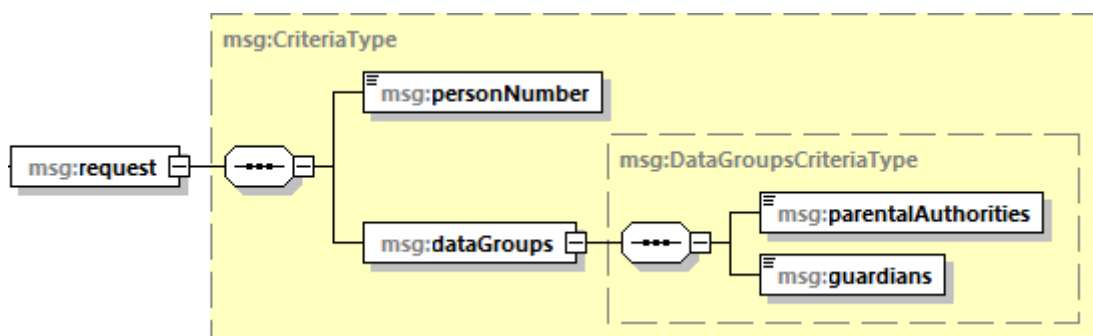 msg:CriteriaType
msg:personNumber
msg:request
msg:DataGroupsCriteriaType
msg:parentalAuthorities
msg:dataGroups
msg:guardians